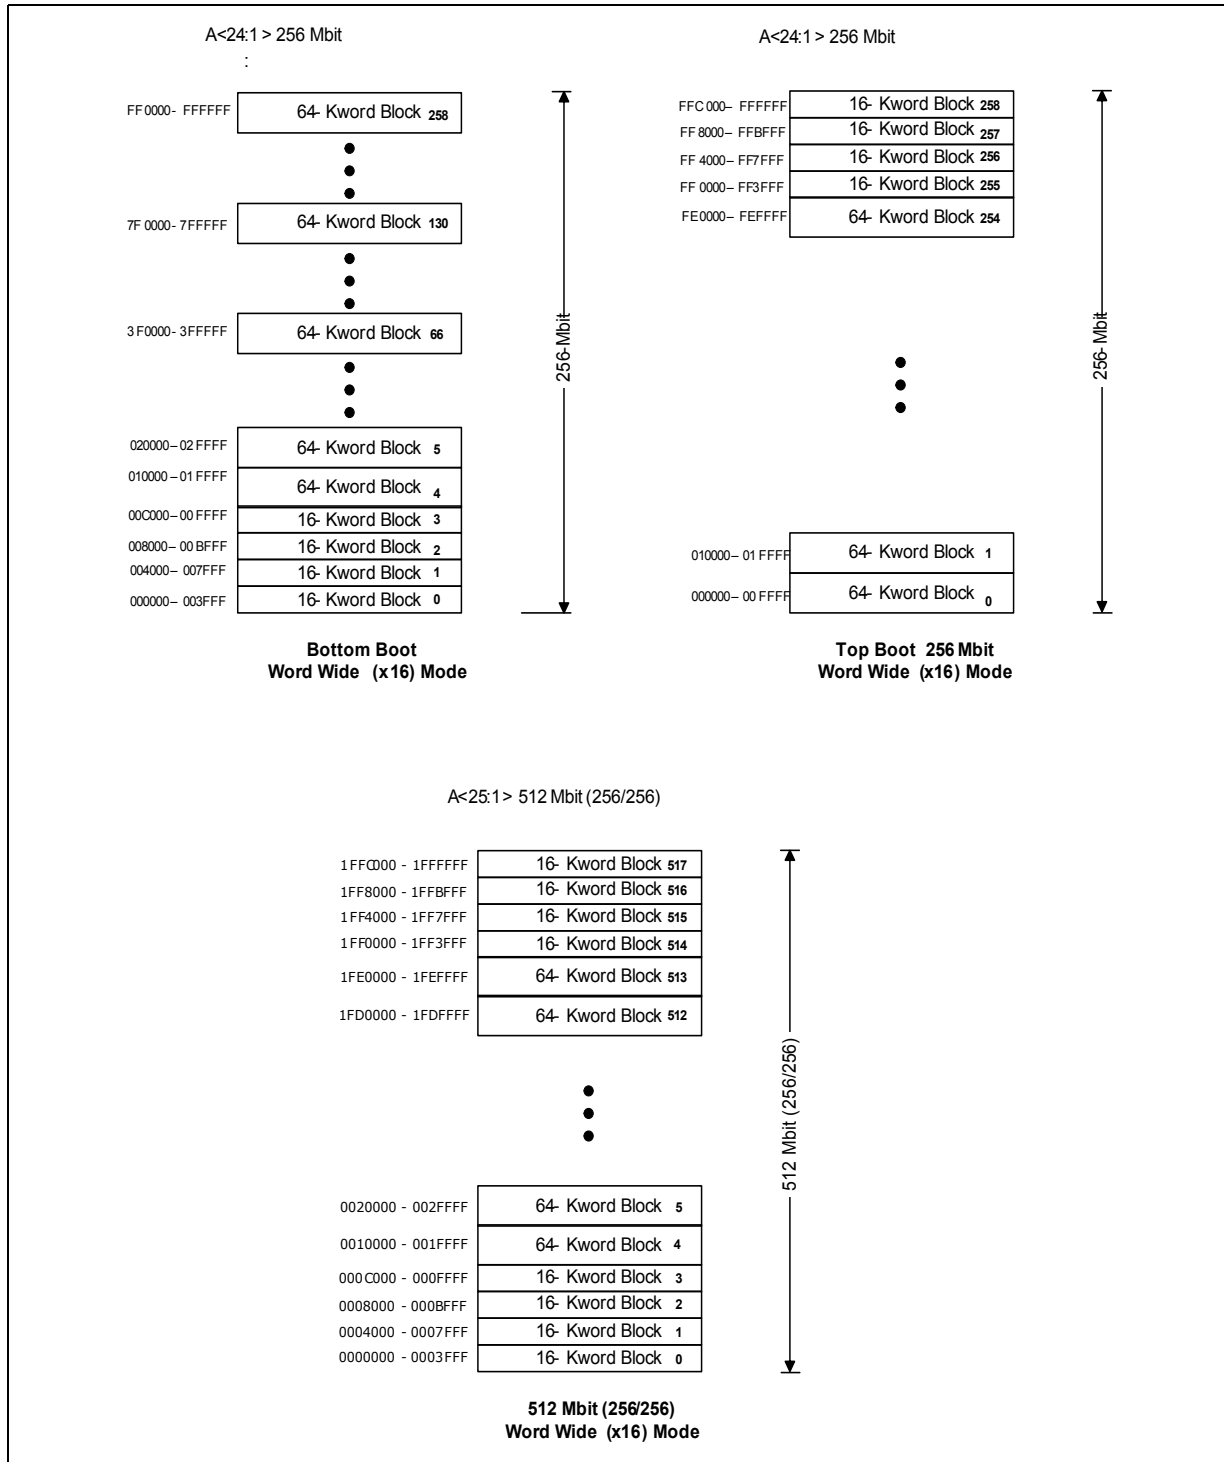 A<24:1> 256 Mbit
:
FF0000- FFFFFF 64- Kword Block 258
7F0000- 7FFFFF 64- Kword Block 130
3F0000- 3FFFFF 64- Kword Block 66
020000– 02FFFF 64- Kword Block 5
010000– 01FFFF 64- Kword Block 4
00C000– 00FFFF 16- Kword Block 3
008000– 00BFFF 16- Kword Block 2
004000– 007FFF 16- Kword Block 1
000000– 003FFF 16- Kword Block 0
256-Mbit
Bottom Boot
Word Wide (x16) Mode
A<24:1> 256 Mbit
FFC000– FFFFFF 16- Kword Block 258
FF8000– FFBFFF 16- Kword Block 257
FF4000– FF7FFF 16- Kword Block 256
FF0000– FF3FFF 16- Kword Block 255
FE0000– FEFFFF 64- Kword Block 254
010000– 01FFFF 64- Kword Block 1
000000– 00FFFF 64- Kword Block 0
256-Mbit
Top Boot 256 Mbit
Word Wide (x16) Mode
A<25:1> 512 Mbit (256/256)
1FFC000 - 1FFFFFF 16- Kword Block 517
1FF8000 - 1FFBFFF 16- Kword Block 516
1FF4000 - 1FF7FFF 16- Kword Block 515
1FF0000 - 1FF3FFF 16- Kword Block 514
1FE0000 - 1FEFFFF 64- Kword Block 513
1FD0000 - 1FDFFFF 64- Kword Block 512
0020000 - 002FFFF 64- Kword Block 5
0010000 - 001FFFF 64- Kword Block 4
000C000 - 000FFFF 16- Kword Block 3
0008000 - 000BFFF 16- Kword Block 2
0004000 - 0007FFF 16- Kword Block 1
0000000 - 0003FFF 16- Kword Block 0
512 Mbit (256/256)
512 Mbit (256/256)
Word Wide (x16) Mode